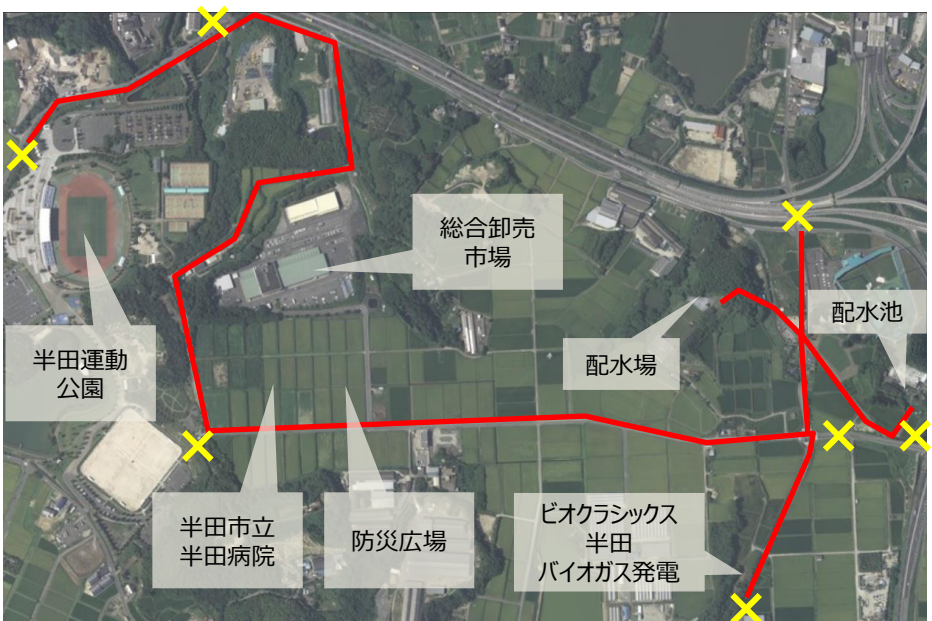 総合卸売
市場
配水池
半田運動
公園
配水場
半田市立
半田病院
防災広場
ビオクラシックス
半田
バイオガス発電